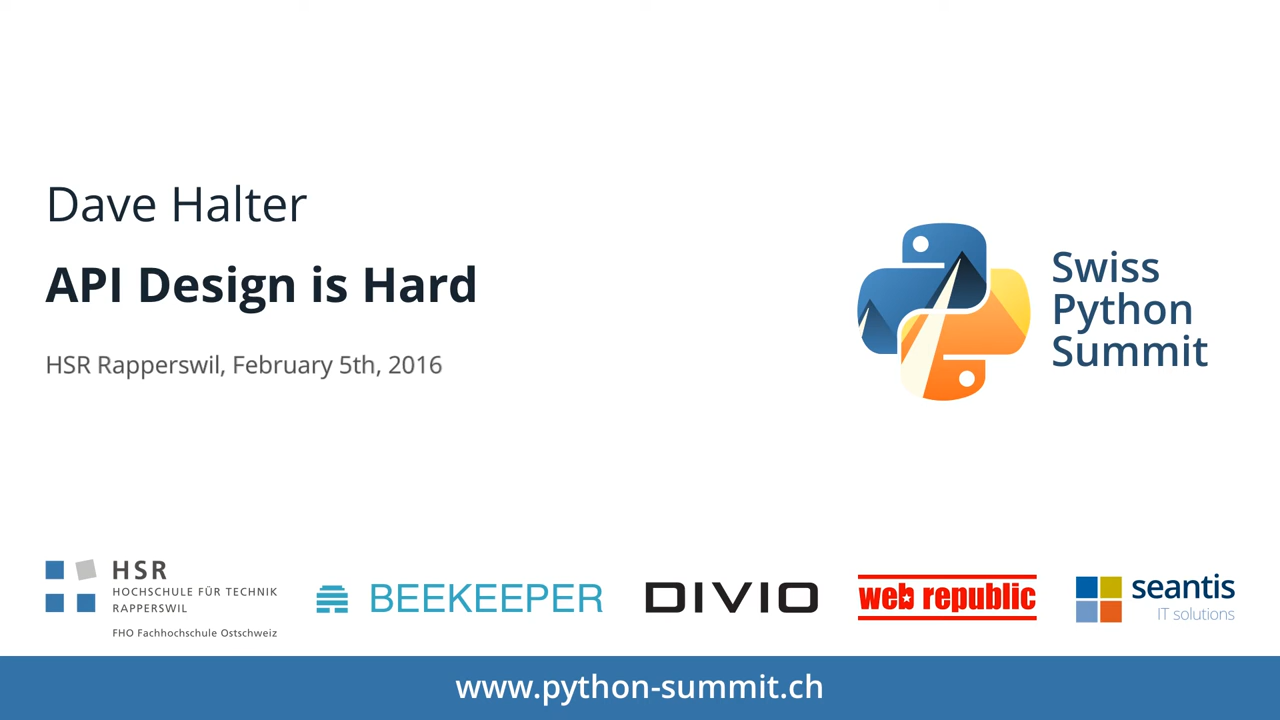 Dave Halter
API Design is Hard
HSR Rapperswil, February 5th, 2016
Swiss
Python
Summit
HSR
HOCHSCHULE FÜR TECHNIK
RAPPERSWIL
FHO Fachhochschule Ostschweiz
BEEKEEPER
DIVIO
web republic
seantis
IT solutions
www.python-summit.ch